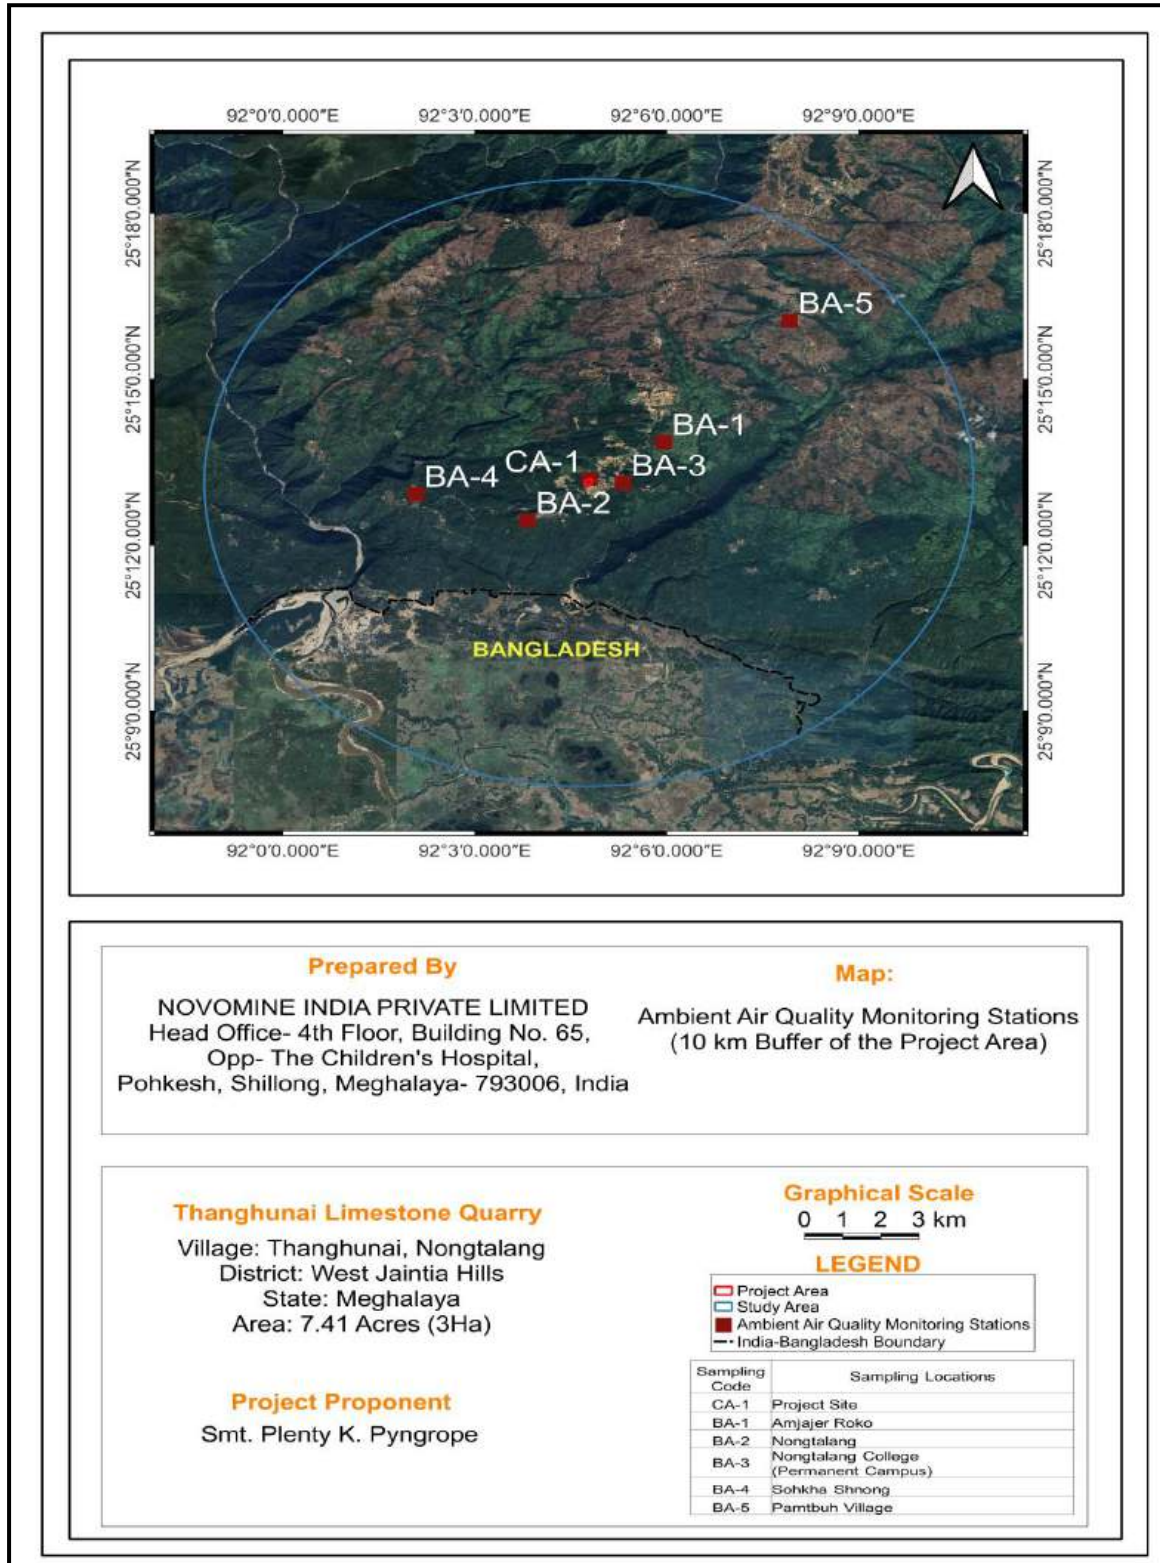 92°0'0.000"E 92°3'0.000"E 92°6'0.000"E 92°9'0.000"E
25°18'0.000"N
25°15'0.000"N
25°12'0.000"N
25°9'0.000"N
25°18'0.000"N
25°15'0.000"N
25°12'0.000"N
25°9'0.000"N
BA-5
BA-1
CA-1
BA-3
BA-4
BA-2
BANGLADESH
92°0'0.000"E 92°3'0.000"E 92°6'0.000"E 92°9'0.000"E
Prepared By
NOVOMINE INDIA PRIVATE LIMITED
Head Office- 4th Floor, Building No. 65,
Opp- The Children's Hospital,
Pohkesh, Shillong, Meghalaya- 793006, India
Map:
Ambient Air Quality Monitoring Stations
(10 km Buffer of the Project Area)
Thanghunai Limestone Quarry
Village: Thanghunai, Nongtalang
District: West Jaintia Hills
State: Meghalaya
Area: 7.41 Acres (3Ha)
Project Proponent
Smt. Plenty K. Pyngrope
Graphical Scale
0 1 2 3 km
LEGEND
Project Area
Study Area
Ambient Air Quality Monitoring Stations
India-Bangladesh Boundary
Sampling Code Sampling Locations
CA-1 Project Site
BA-1 Amjajer Roko
BA-2 Nongtalang
BA-3 Nongtalang College
(Permanent Campus)
BA-4 Sohkha Shnong
BA-5 Pamtbuh Village